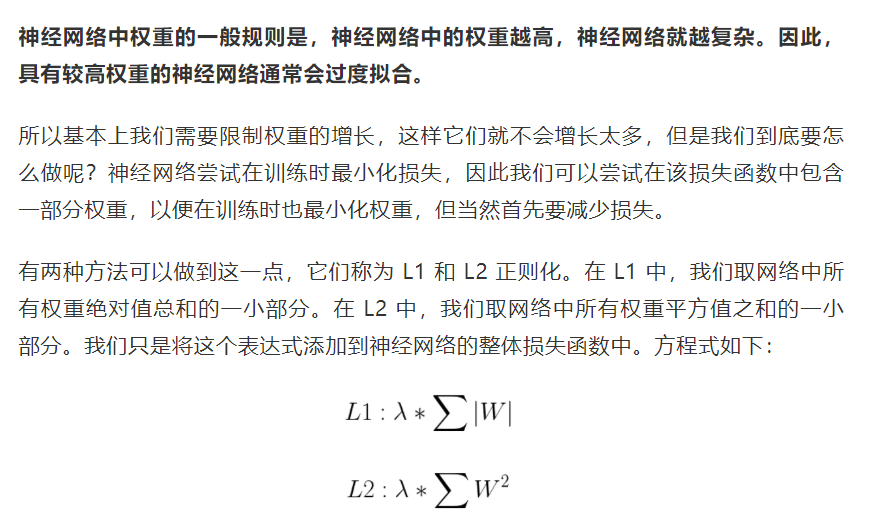 神经网络中权重的一般规则是，神经网络中的权重越高，神经网络就越复杂。因此，
具有较高权重的神经网络通常会过度拟合。
所以基本上我们需要限制权重的增长，这样它们就不会增长太多，但是我们到底要怎
么做呢？神经网络尝试在训练时最小化损失，因此我们可以尝试在该损失函数中包含
一部分权重，以便在训练时也最小化权重，但当然首先要减少损失。
有两种方法可以做到这一点，它们称为 L1 和 L2 正则化。在 L1 中，我们取网络中所
有权重绝对值总和的一小部分。在 L2 中，我们取网络中所有权重平方值之和的一小
部分。我们只是将这个表达式添加到神经网络的整体损失函数中。方程式如下：
L1 : λ * ∑ |W|
L2 : λ * ∑ W²